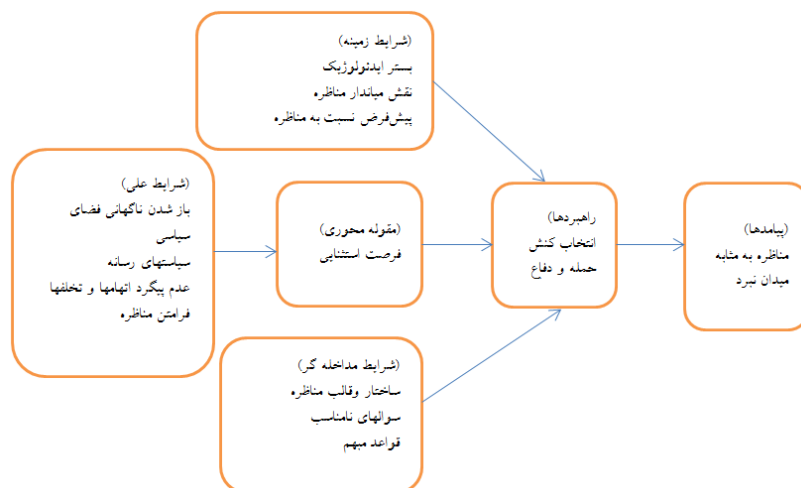 (شرایط زمینه
بستر ایدئولوژیک
نقش میاندار مناظره
پیش‌فرض نسبت به مناظره
(شرایط علی
باز شدن ناگهانی فضای
سیاسی
سیاستهای رسانه
عدم پیگرد اتهامها و تخلفها
فرامتن مناظره
(مقوله محوری
فرصت استثنایی
راهبردها)
انتخاب کنش
حمله و دفاع
(پیامدها
مناظره به مثابه
میدان نبرد
(شرایط مداخله گر
ساختار وقالب مناظره
سوالهای نامناسب
قواعد مبهم